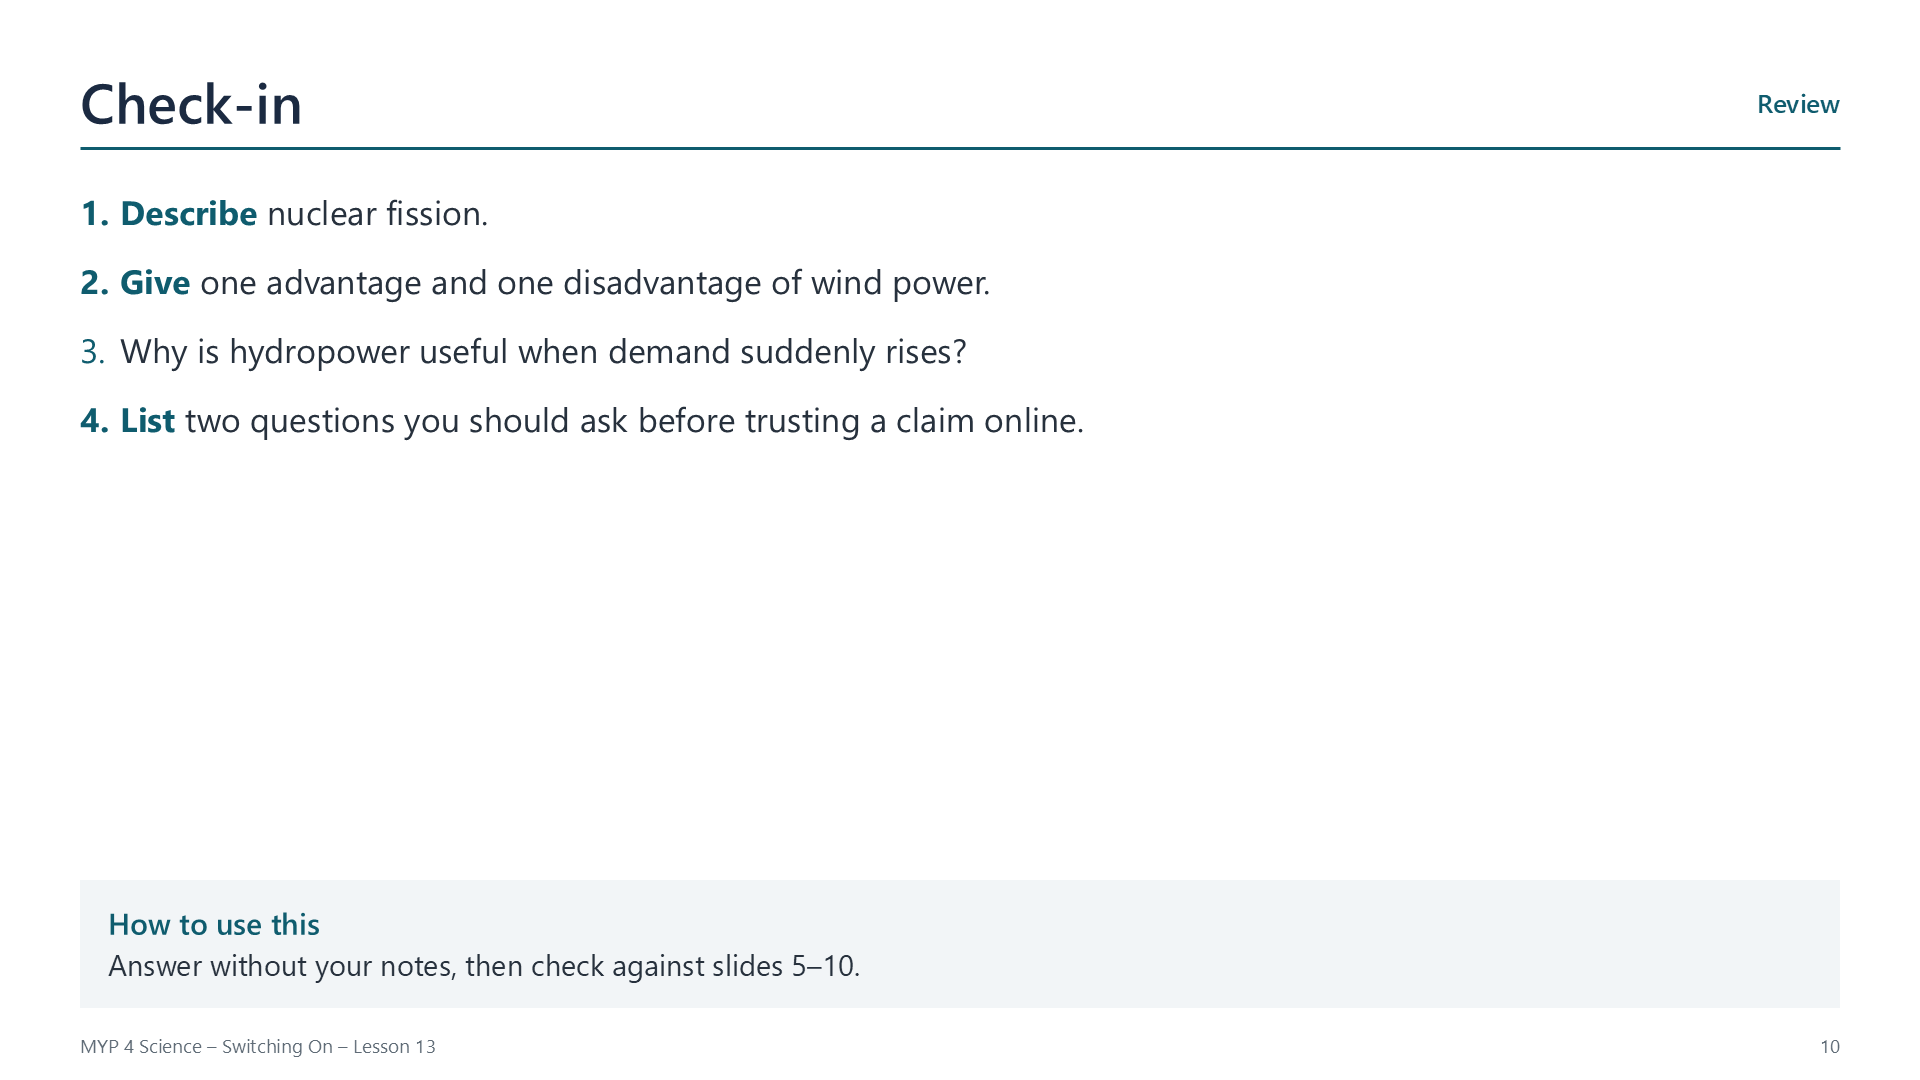 Check-in
Review
1. Describe nuclear fission.
2. Give one advantage and one disadvantage of wind power.
3. Why is hydropower useful when demand suddenly rises?
4. List two questions you should ask before trusting a claim online.
How to use this
Answer without your notes, then check against slides 5–10.
MYP 4 Science – Switching On – Lesson 13
10